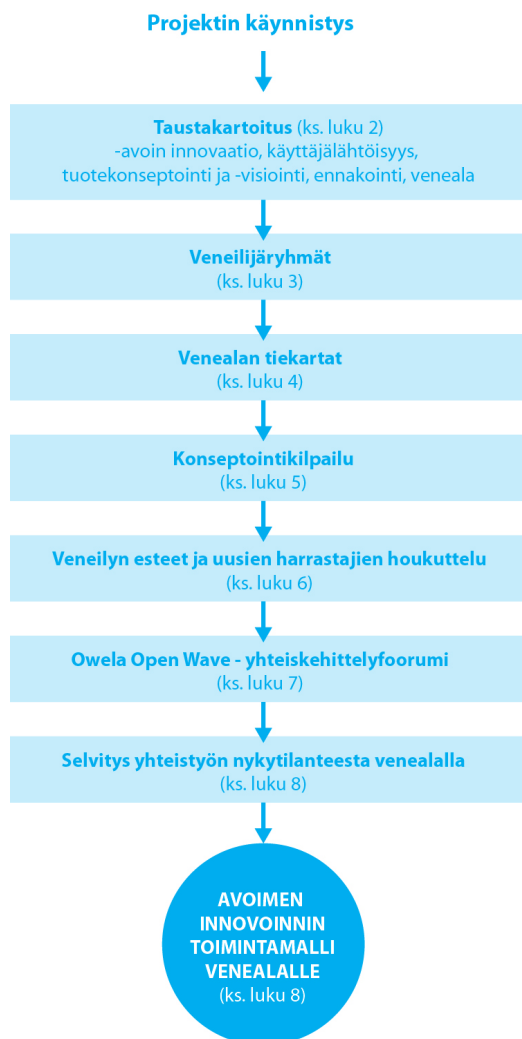 Projektin käynnistys
Taustakartoitus (ks. luku 2)
-avoin innovaatio, käyttäjälähtöisyys,
tuotekonseptointi ja -visiointi, ennakointi, veneala
Veneilijäryhmät
(ks. luku 3)
Venealan tiekartat
(ks. luku 4)
Konseptointikilpailu
(ks. luku 5)
Veneilyn esteet ja uusien harrastajien houkuttelu
(ks. luku 6)
Owela Open Wave - yhteiskehittelyfoorumi
(ks. luku 7)
Selvitys yhteistyön nykytilanteesta venealalla
(ks. luku 8)
AVOIMEN
INNOVOINNIN
TOIMINTAMALLI
VENEALALLE
(ks. luku 8)